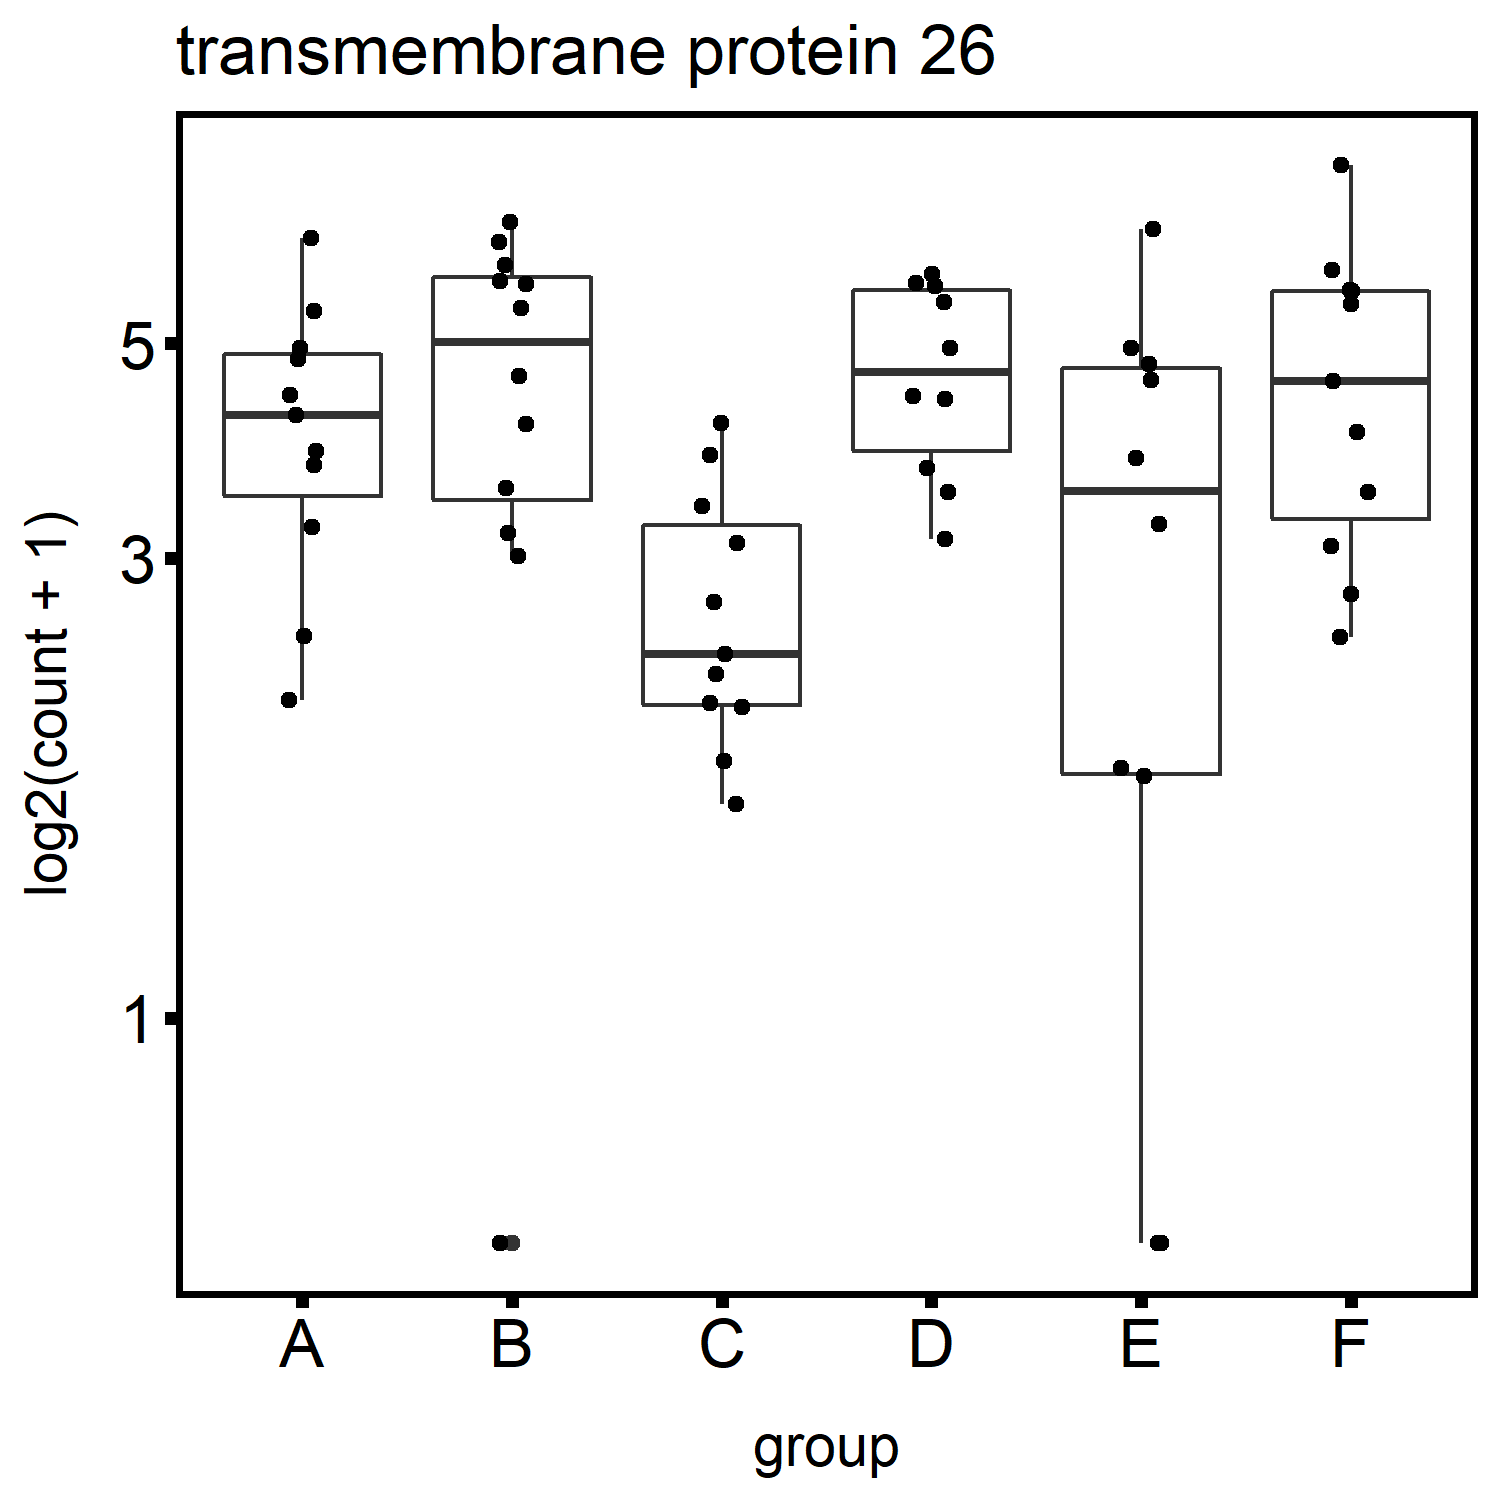 transmembrane protein 26
log2(count + 1)
5
3
1
A B C D E F
group